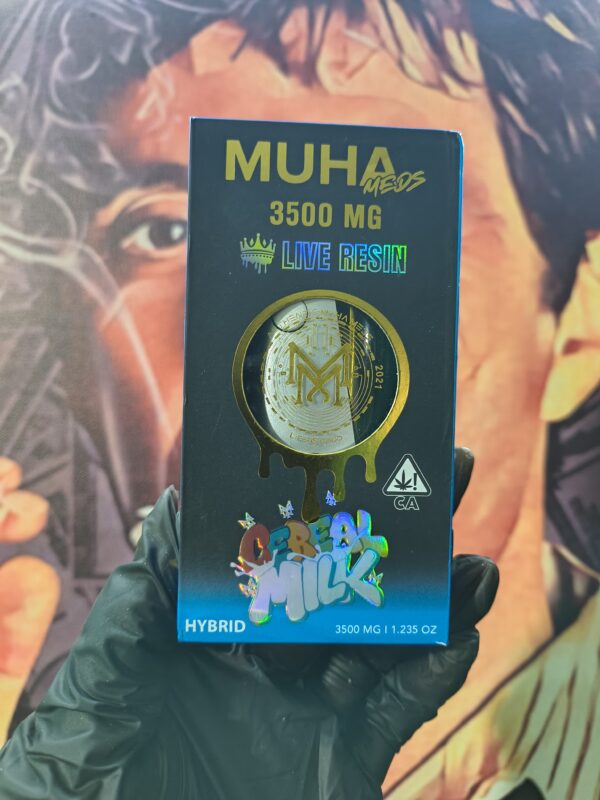 MUHA
MEDS
3500 MG
LIVE RESIN
2021
CA
CEREAL
MILK
HYBRID
3500 MG | 1.235 OZ